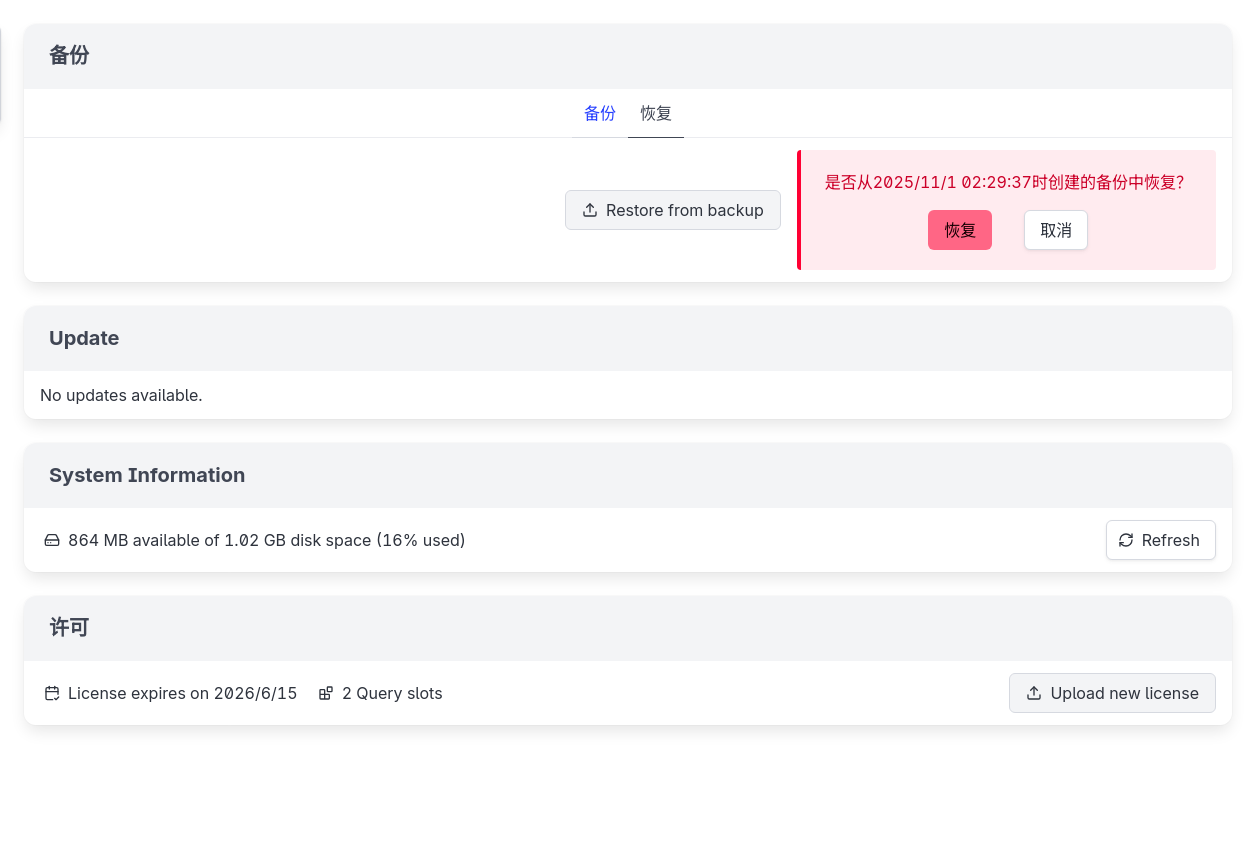 备份
备份
恢复
Restore from backup
是否从2025/11/1 02:29:37时创建的备份中恢复?
恢复
取消
Update
No updates available.
System Information
864 MB available of 1.02 GB disk space (16% used)
Refresh
许可
License expires on 2026/6/15
2 Query slots
Upload new license